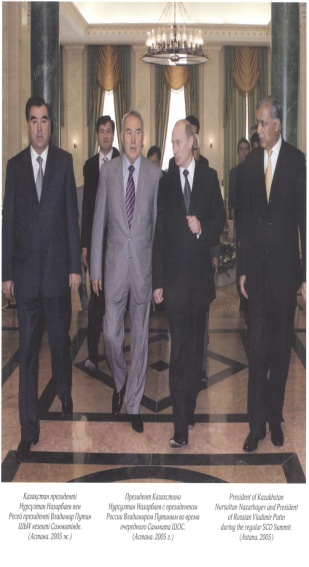 Қазақстан президенті
Нұрсұлтан Назарбаев пен
Ресей президенті Владимир Путин
ШЫҰ кезекті Саммитінде.
(Астана. 2005 ж.)
Президент Казахстана
Нурсултан Назарбаев с президентом
России Владимиром Путиным во время
очередного Саммита ШОС.
(Астана. 2005 г.)
President of Kazakhstan
Nursultan Nazarbayev and President
of Russian Vladimir Putin
during the regular SCO Summit.
(Astana. 2005)